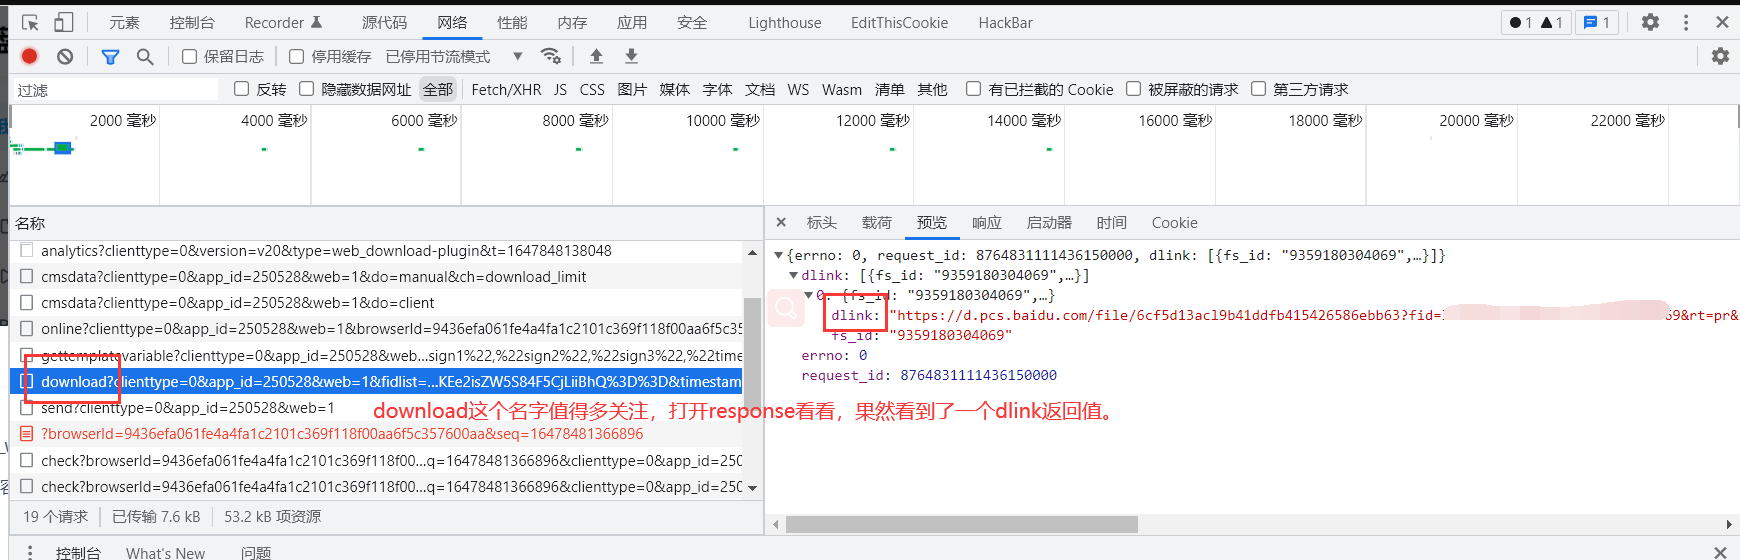 元素 控制台 Recorder 源代码 网络 性能 内存 应用 安全 Lighthouse EditThisCookie HackBar 1 1 1
保留日志 停用缓存 已停用节流模式
过滤 反转 隐藏数据网址 全部 Fetch/XHR JS CSS 图片 媒体 字体 文档 WS Wasm 清单 其他 有已拦截的 Cookie 被屏蔽的请求 第三方请求
2000 毫秒 4000 毫秒 6000 毫秒 8000 毫秒 10000 毫秒 12000 毫秒 14000 毫秒 16000 毫秒 18000 毫秒 20000 毫秒 22000 毫秒
名称
analytics?clienttype=0&version=v20&type=web_download-plugin&t=1647848138048
cmsdata?clienttype=0&app_id=250528&web=1&do=manual&ch=download_limit
cmsdata?clienttype=0&app_id=250528&web=1&do=client
online?clienttype=0&app_id=250528&web=1&browserId=9436efa061fe4a4fa1c2101c369f118f00aa6f5c35
gettemplatevariable?clienttype=0&app_id=250528&web…sign1%22,%22sign2%22,%22sign3%22,%22time
download?clienttype=0&app_id=250528&web=1&fidlist=…KEe2isZW5S84F5CjLiiBhQ%3D%3D&timestam
send?clienttype=0&app_id=250528&web=1
?browserId=9436efa061fe4a4fa1c2101c369f118f00aa6f5c357600aa&seq=16478481366896
check?browserId=9436efa061fe4a4fa1c2101c369f118f00…q=16478481366896&clienttype=0&app_id=250
check?browserId=9436efa061fe4a4fa1c2101c369f118f00…q=16478481366896&clienttype=0&app_id=250
19 个请求 已传输 7.6 kB 53.2 kB 项资源
标头 载荷 预览 响应 启动器 时间 Cookie
{errno: 0, request_id: 8764831111436150000, dlink: [{fs_id: "9359180304069",…}]}
dlink: [{fs_id: "9359180304069",…}]
0: {fs_id: "9359180304069",…}
dlink: "https://d.pcs.baidu.com/file/6cf5d13acl9b41ddfb415426586ebb63?fid= 69&rt=pr&
fs_id: "9359180304069"
errno: 0
request_id: 8764831111436150000
download这个名字值得多关注，打开response看看，果然看到了一个dlink返回值。
控制台 What's New 问题